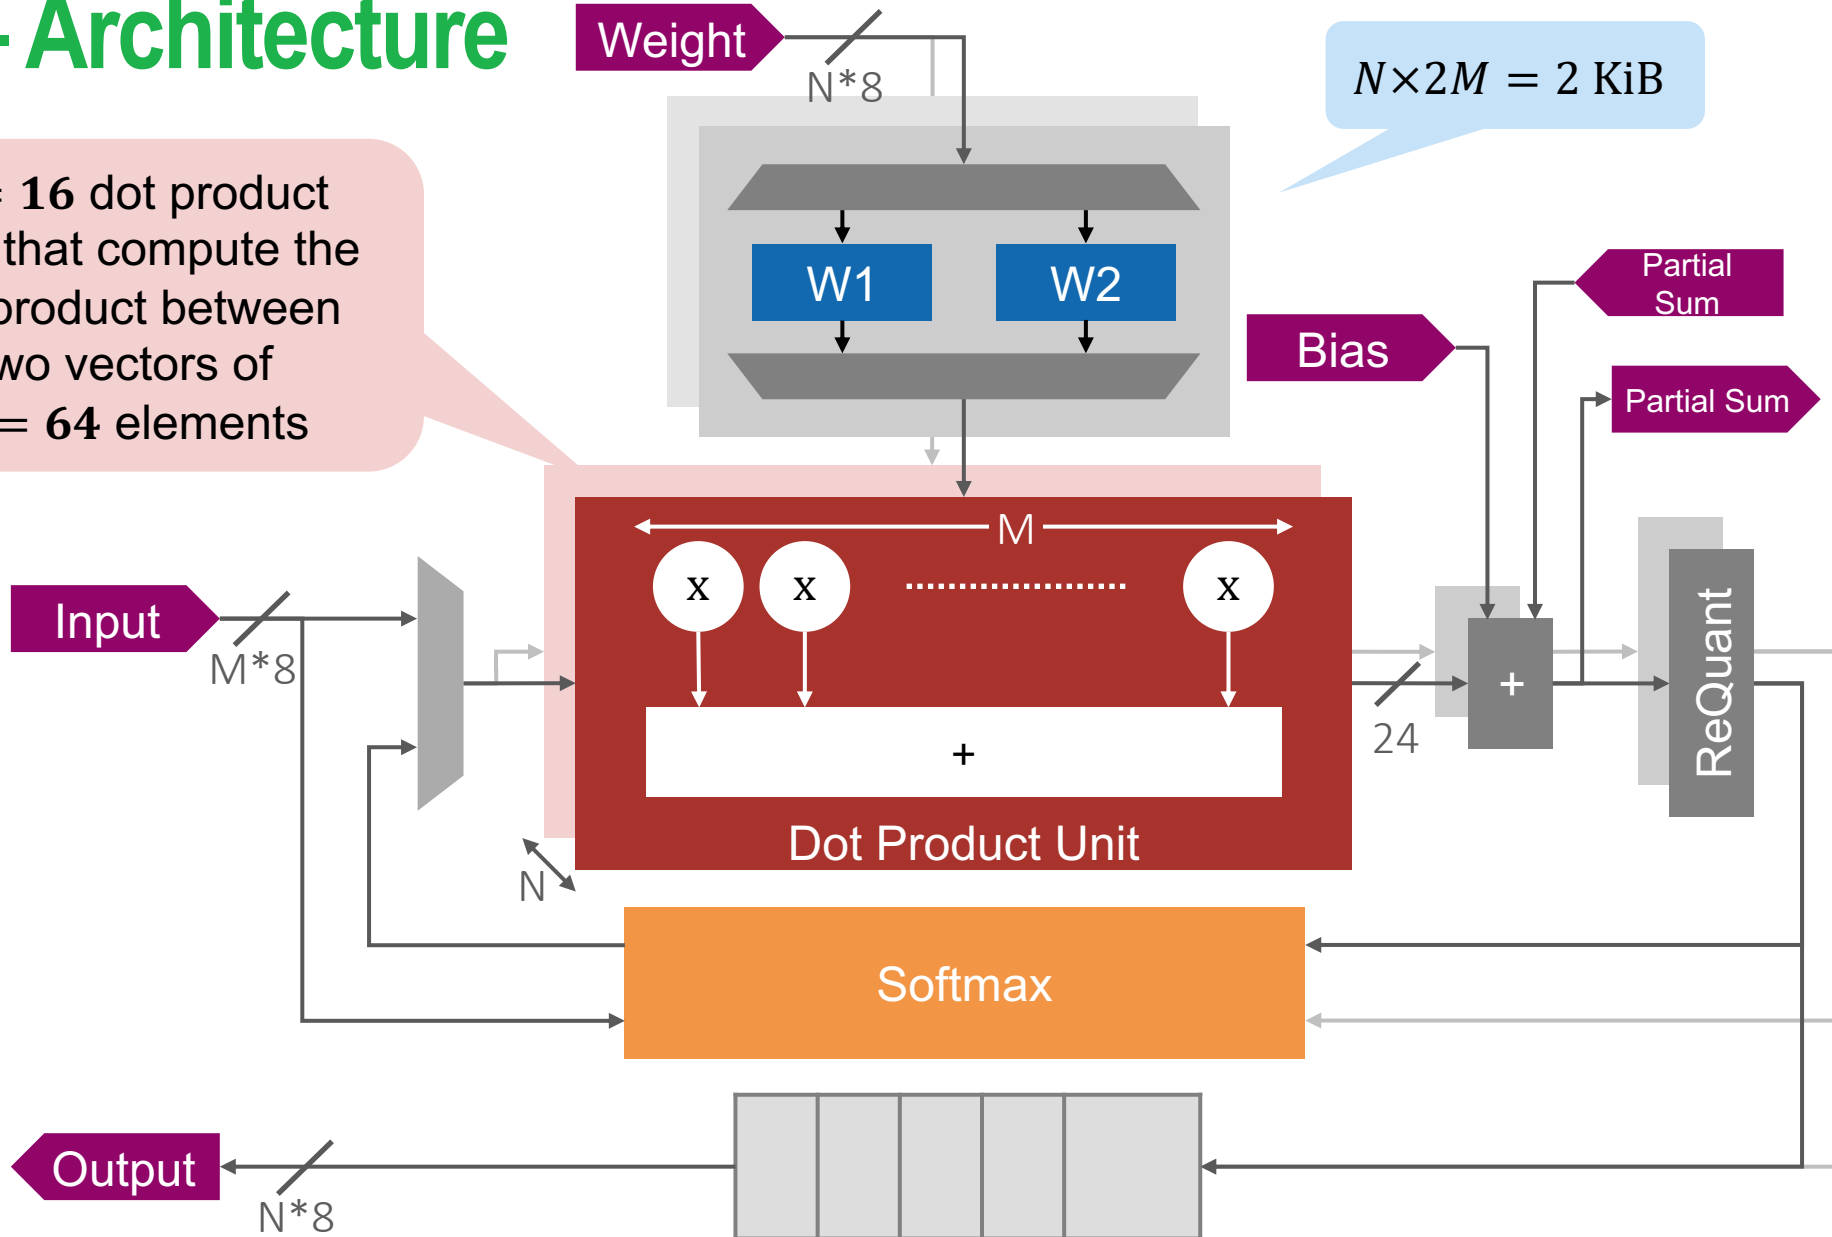 - Architecture
Weight
N*8
N×2M = 2 KiB
= 16 dot product
that compute the
product between
two vectors of
= 64 elements
W1
W2
Partial
Sum
Bias
Partial Sum
M
x
x
x
Input
M*8
+
+
24
ReQuant
Dot Product Unit
N
Softmax
Output
N*8